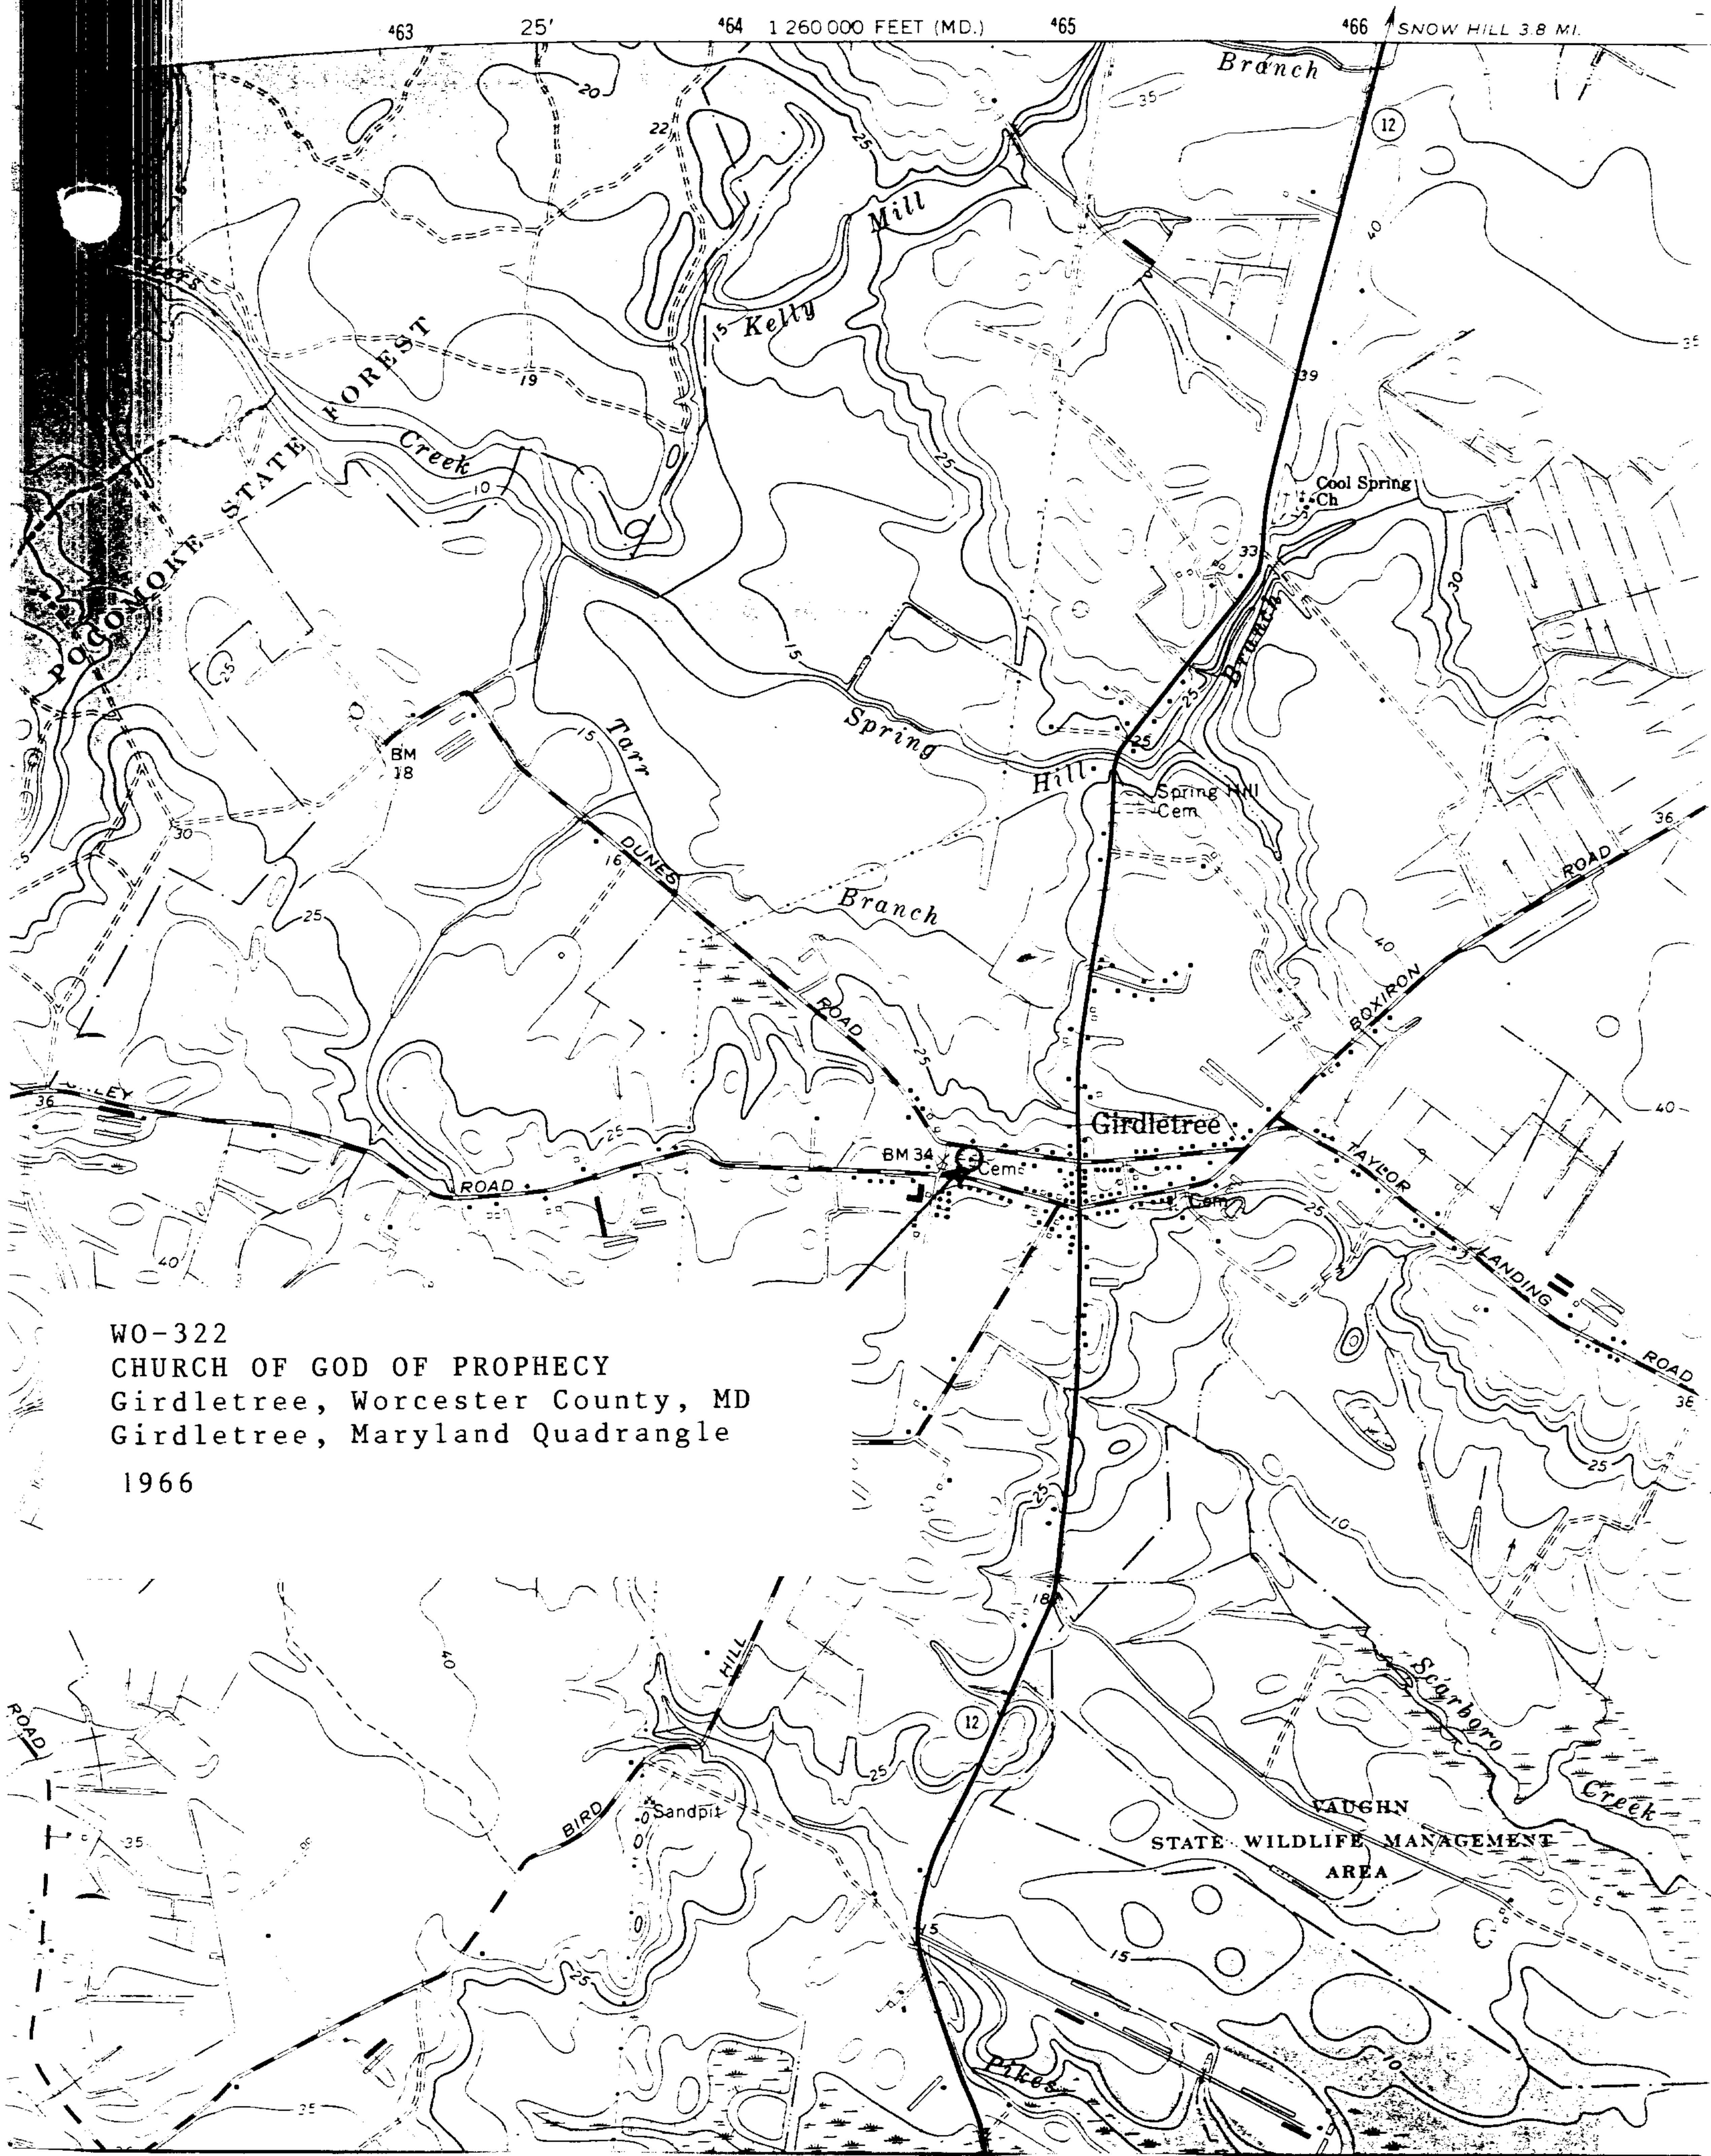 463 25' 464 1 260 000 FEET (MD.) 465 466 SNOW HILL 3.8 MI.
Branch
20
35
12
22
25
Mill
40
15
Kelly
35
19
39
POCOMOKE STATE FOREST
Creek
10
25
Cool Spring
Ch
33
30
Branch
25
15
15
25
Tarr
Spring
Hill
25
BM
18
Spring Hill
Cem
30
36
16
DUNES
ROAD
25
Branch
40
BOXIRON
ROAD
25
36
40
Girdletree
25
BM 34
Cem
TAYLOR
ROAD
Cem
25
40
LANDING
WO-322
CHURCH OF GOD OF PROPHECY
Girdletree, Worcester County, MD
Girdletree, Maryland Quadrangle
1966
ROAD
25
25
10
18
HILL
40
Scarboro
ROAD
12
25
Creek
BIRD
Sandpit
VAUGHN
STATE WILDLIFE MANAGEMENT
AREA
35
5
15
15
25
10
Pikes